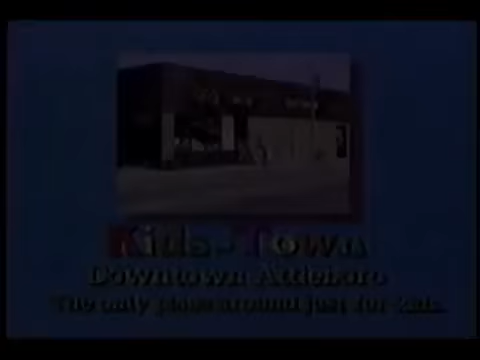 Kids-Town
Downtown Attleboro
The only place around just for kids.